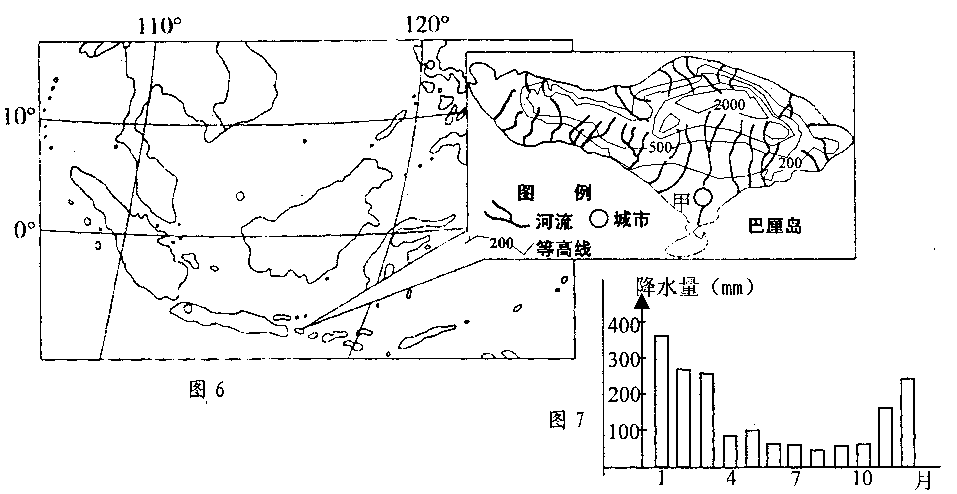 110° 120°
10°
0°
2000
500
200
甲
图 例
河流 城市
200 等高线
巴厘岛
图 6
降水量（mm）
400
300
200
100
1 4 7 10 月
图 7